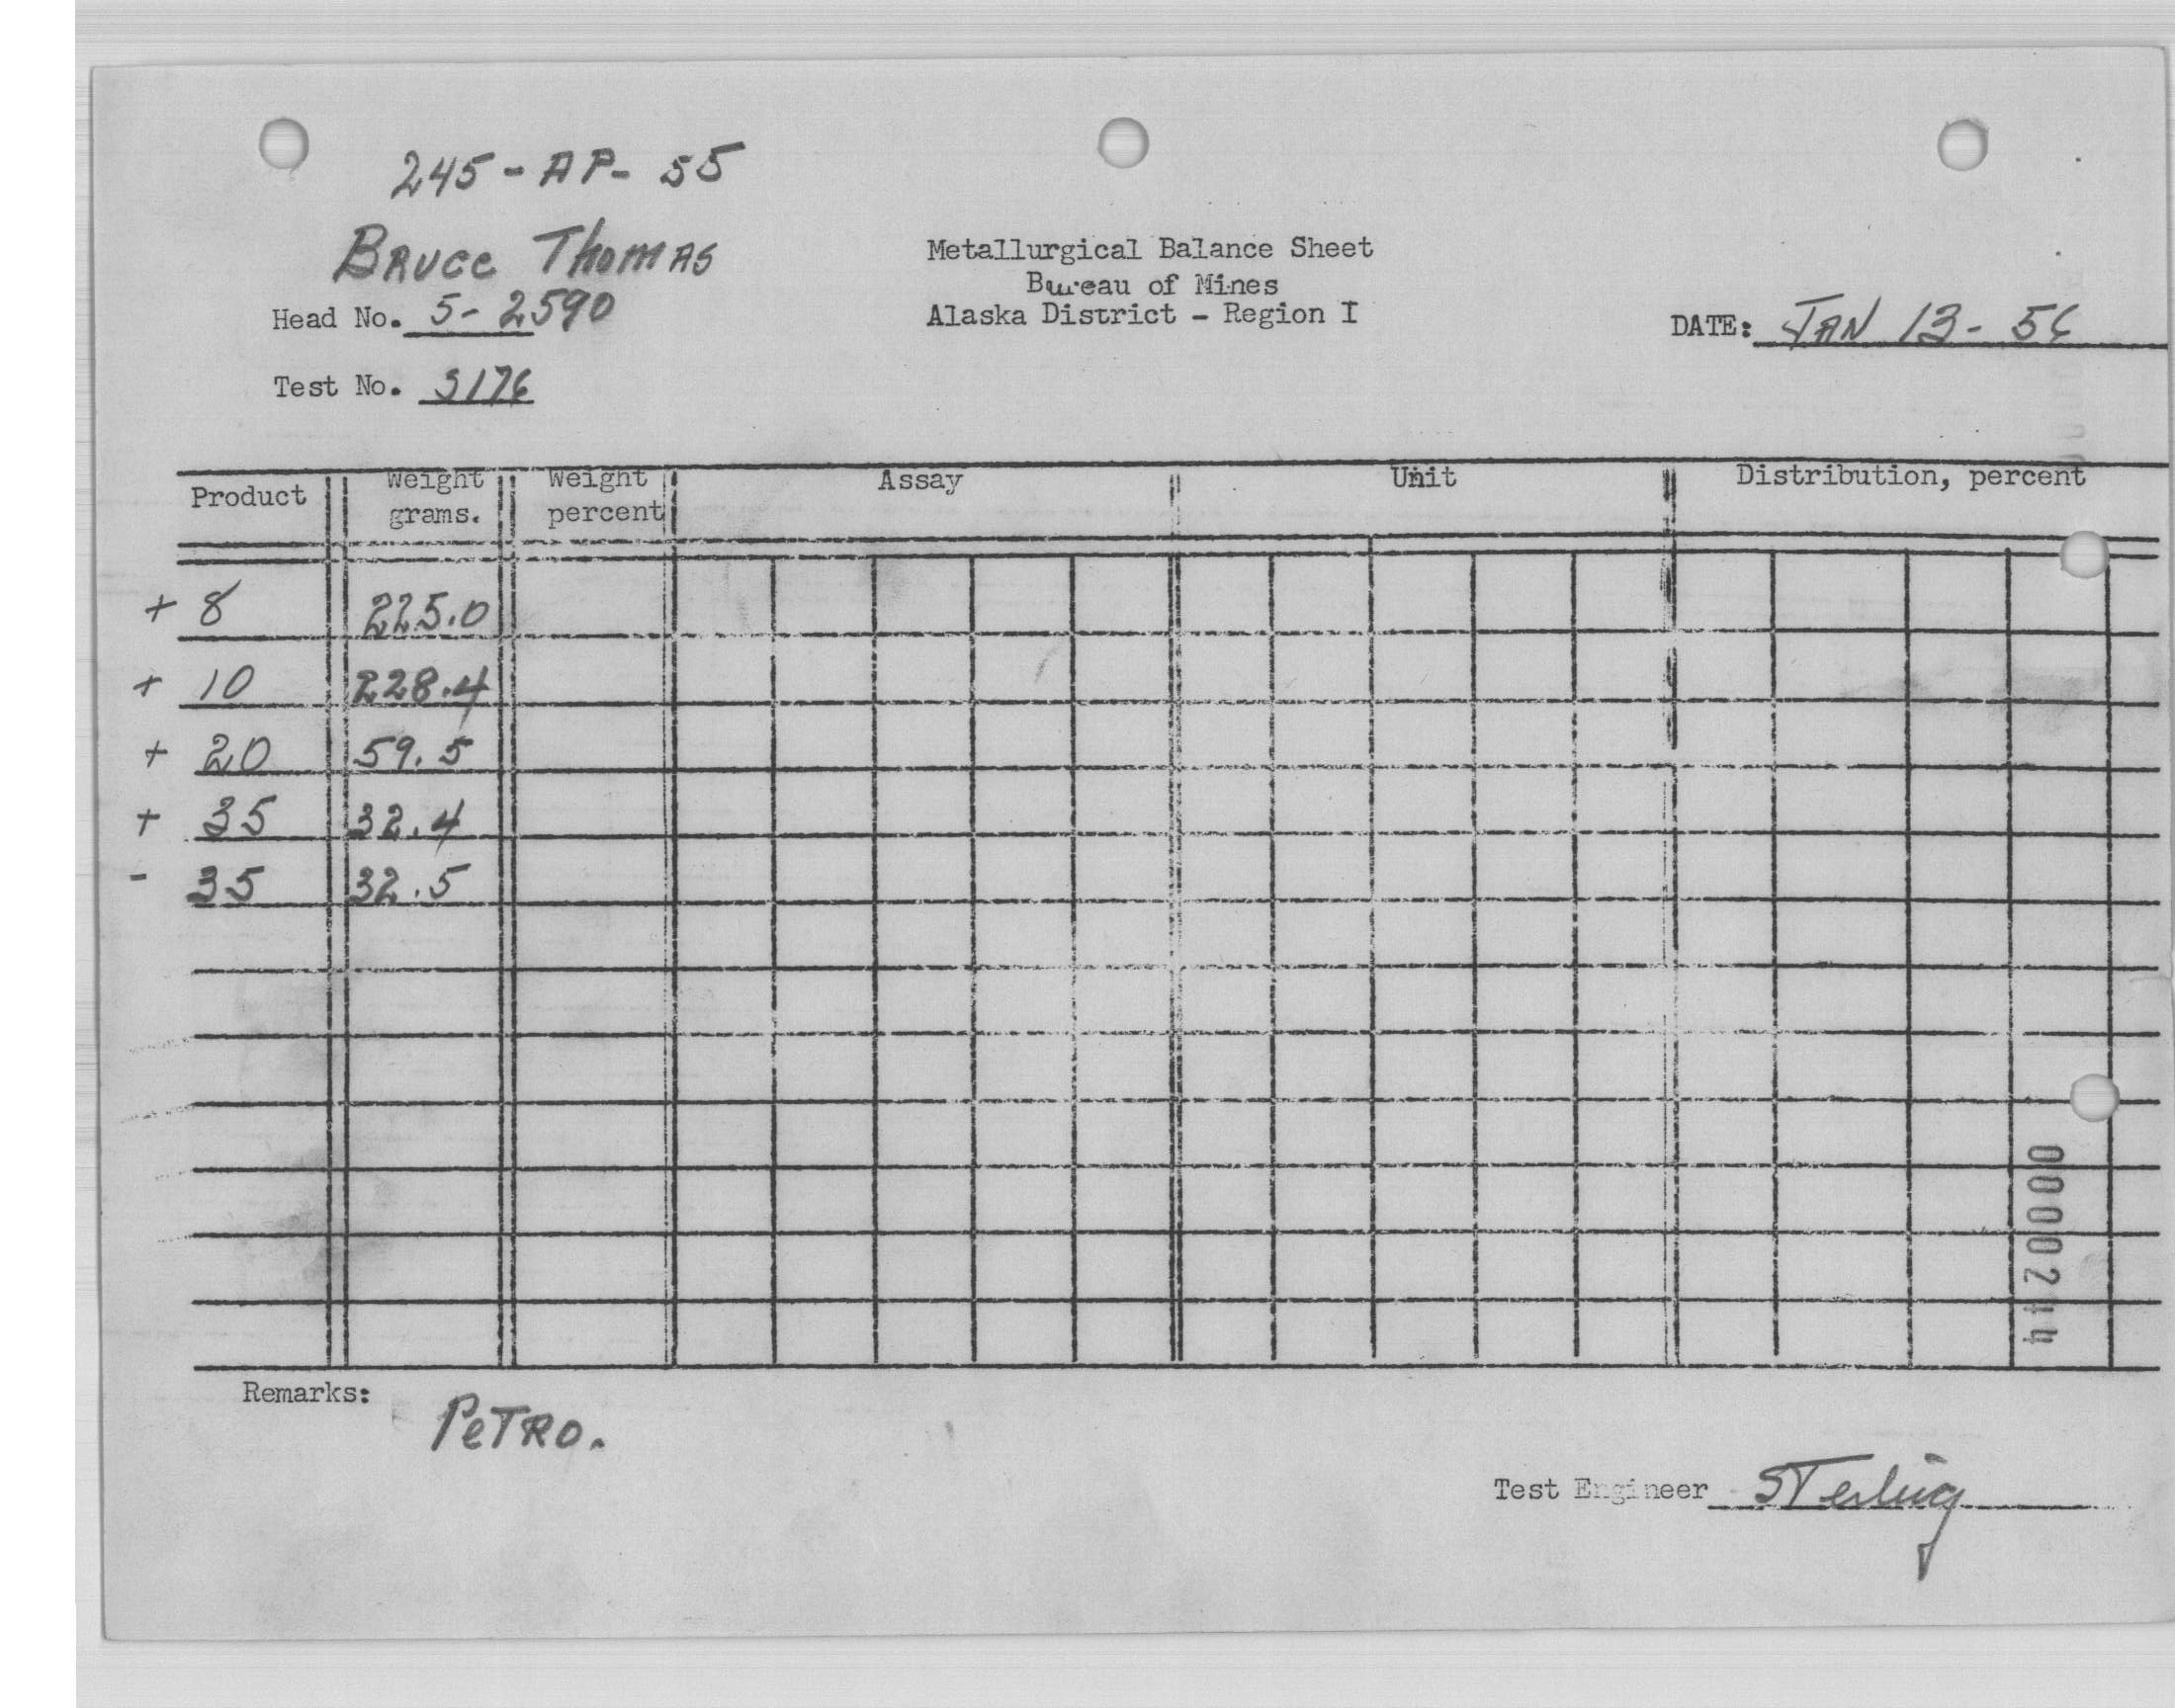 245-AP-55
Bruce Thomas
Metallurgical Balance Sheet
Bureau of Mines
Alaska District - Region I
Head No. 5-2590
DATE: JAN 13-56
Test No. 3176
Product Weight grams. Weight percent Assay Unit Distribution, percent
+ 8 225.0
+ 10 228.4
+ 20 59.5
+ 35 32.4
- 35 32.5
0000244
Remarks: PETRO.
Test Engineer Sterling